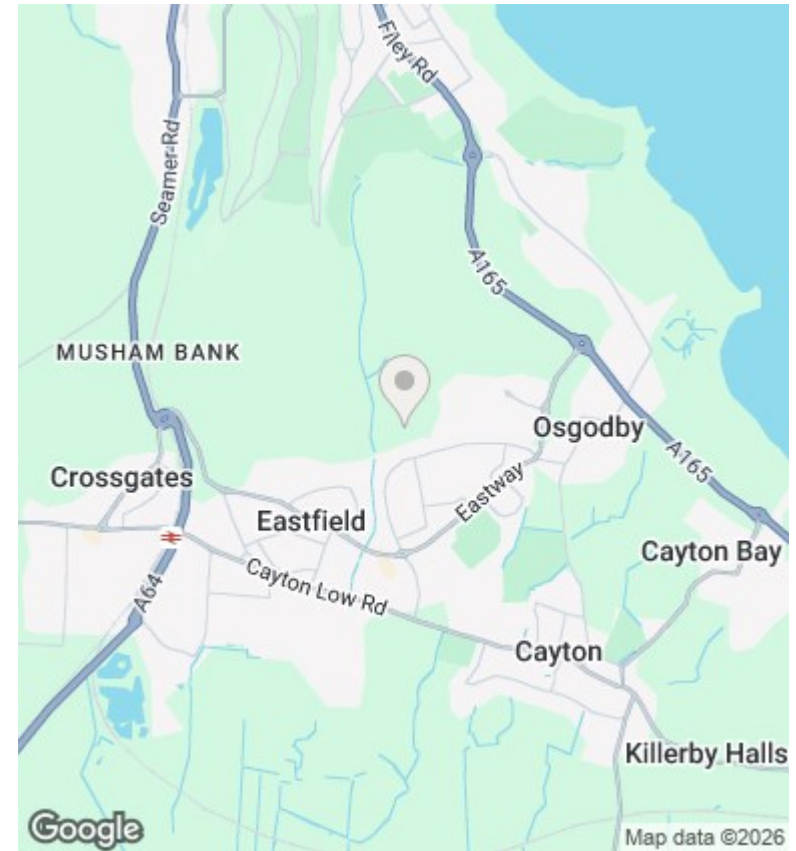 Filey Rd
Seamer Rd
A165
MUSHAM BANK
Osgodby
A165
Crossgates
Eastway
Eastfield
Cayton Bay
Cayton Low Rd
A64
Cayton
Killerby Halls
Google
Map data ©2026